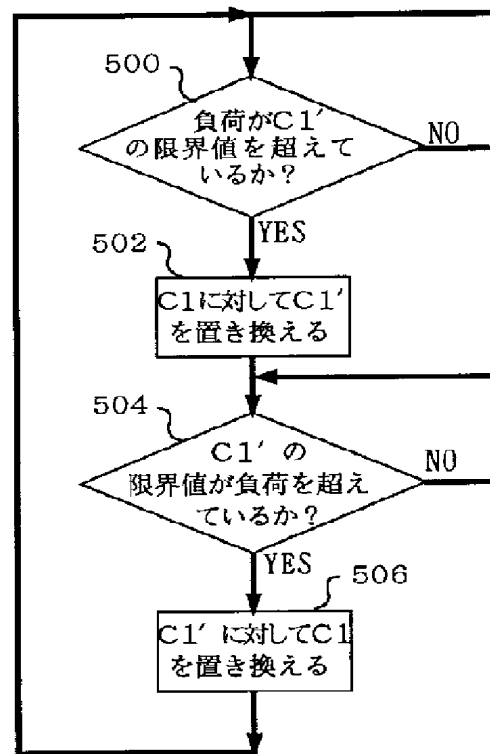 500
負荷がC1′
の限界値を超えて
いるか?
NO
YES
502
C1に対してC1′
を置き換える
504
C1′ の
限界値が負荷を超え
ているか?
NO
YES
506
C1′ に対してC1
を置き換える